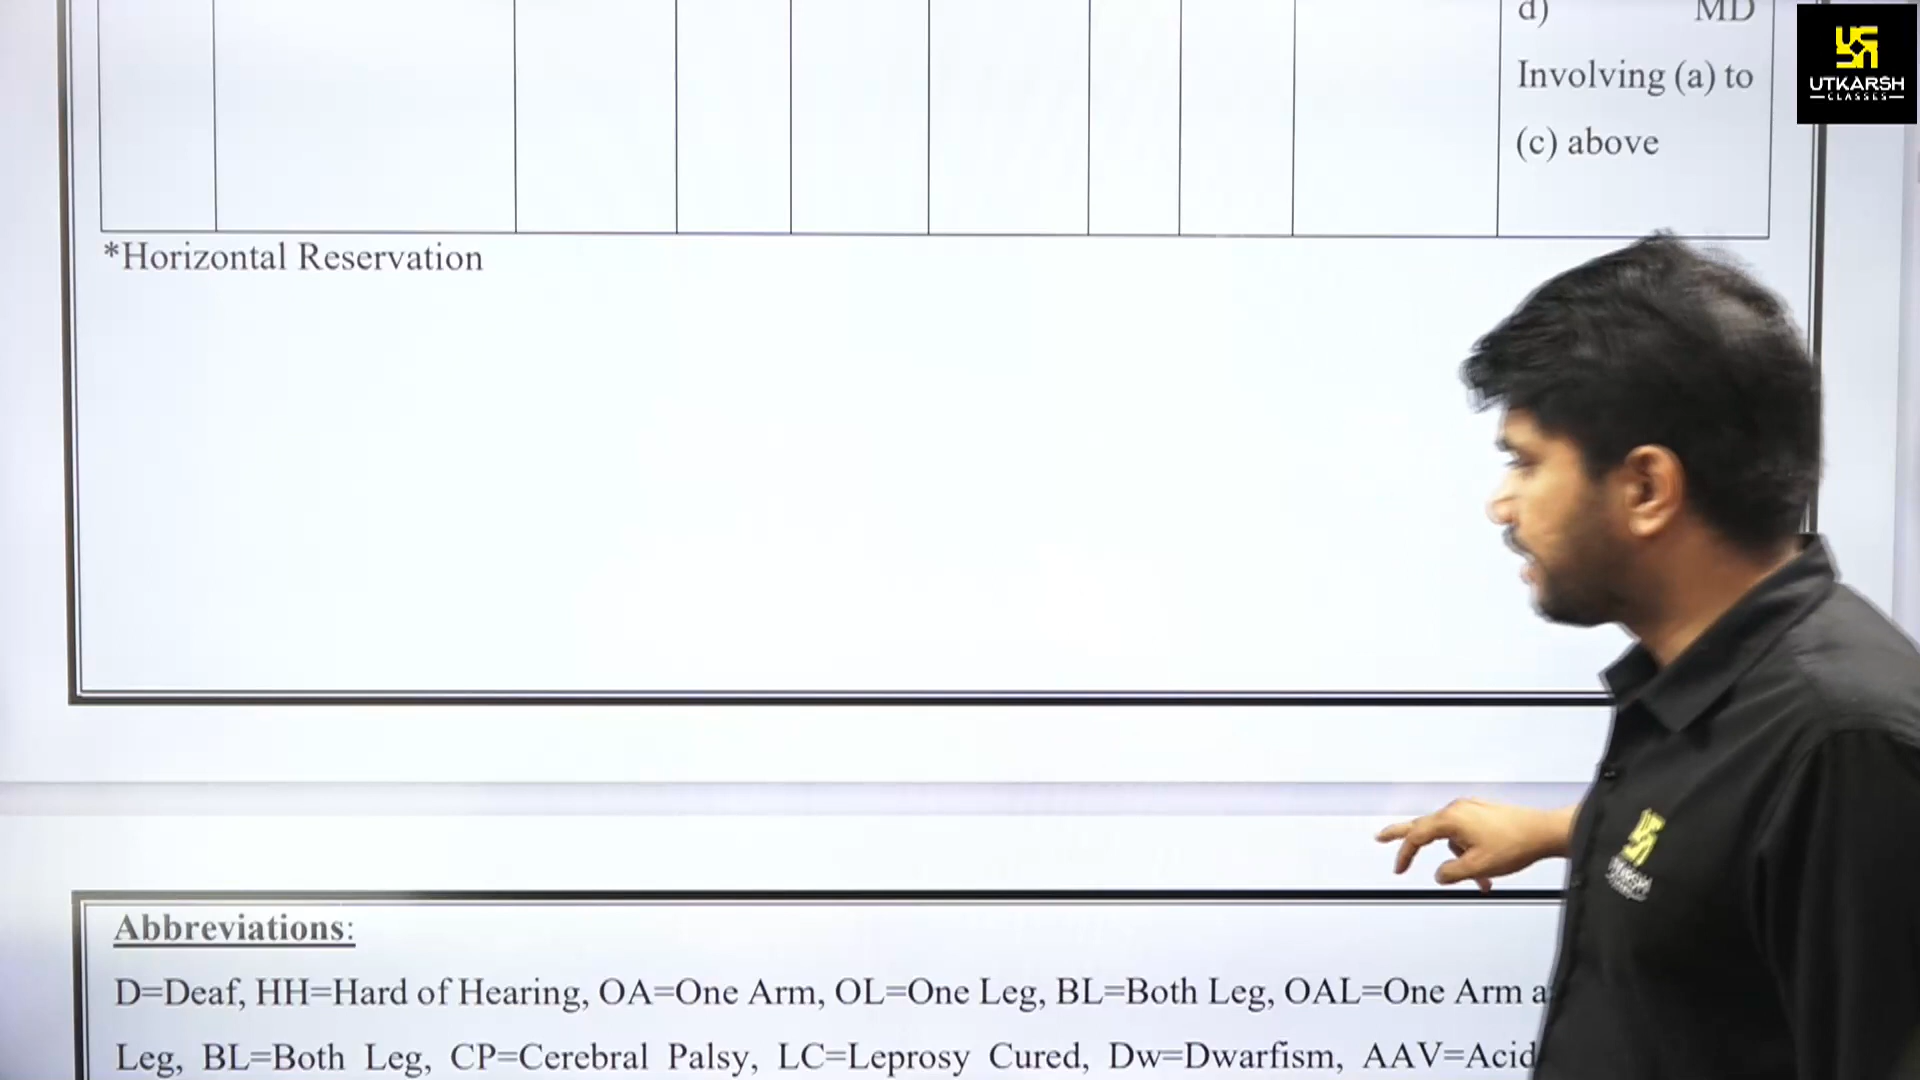 d) MD
Involving (a) to
(c) above
UTKARSH
CLASSES
*Horizontal Reservation
Abbreviations:
D=Deaf, HH=Hard of Hearing, OA=One Arm, OL=One Leg, BL=Both Leg, OAL=One Arm a
Leg, BL=Both Leg, CP=Cerebral Palsy, LC=Leprosy Cured, Dw=Dwarfism, AAV=Acid